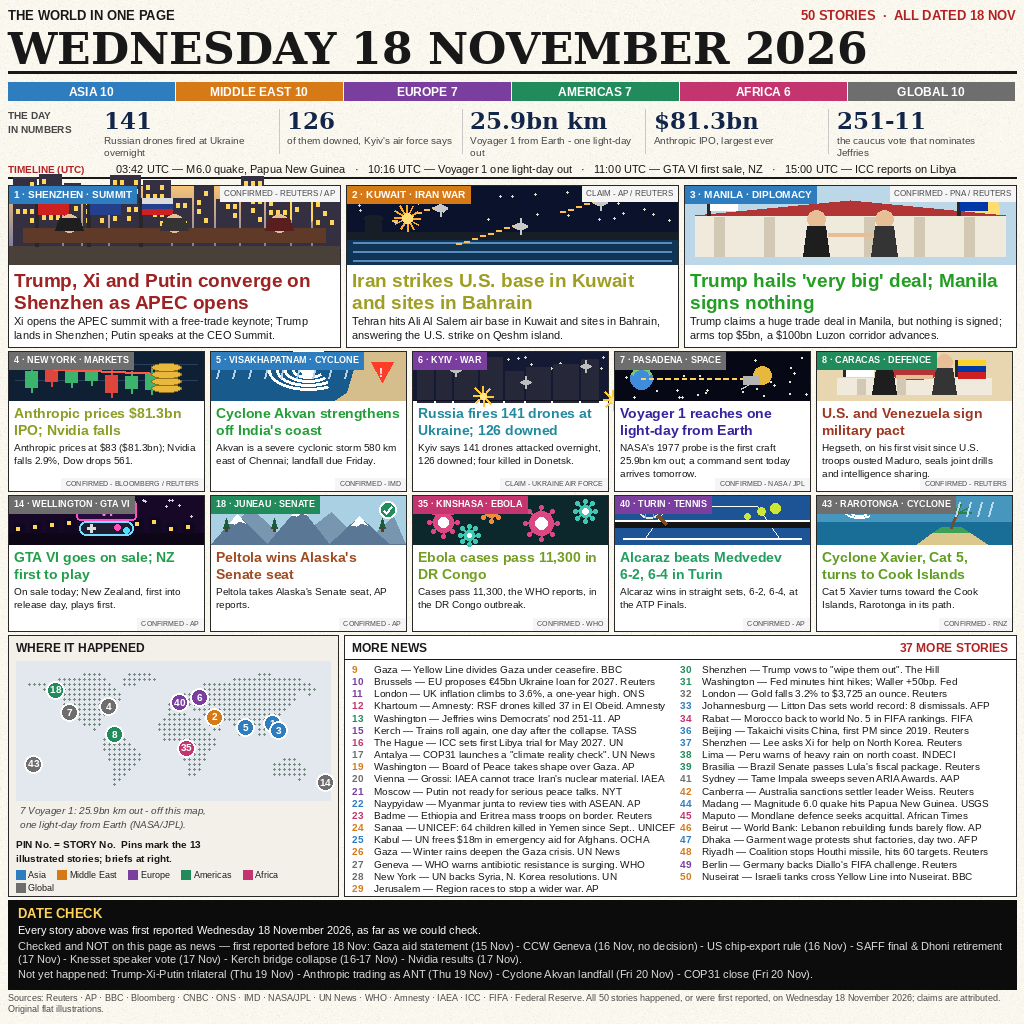 THE WORLD IN ONE PAGE
50 STORIES · ALL DATED 18 NOV
WEDNESDAY 18 NOVEMBER 2026
ASIA 10
MIDDLE EAST 10
EUROPE 7
AMERICAS 7
AFRICA 6
GLOBAL 10
THE DAY
IN NUMBERS
141
Russian drones fired at Ukraine
overnight
126
of them downed, Kyiv's air force says
25.9bn km
Voyager 1 from Earth - one light-day
out
$81.3bn
Anthropic IPO, largest ever
251-11
the caucus vote that nominates
Jeffries
TIMELINE (UTC)
03:42 UTC — M6.0 quake, Papua New Guinea · 10:16 UTC — Voyager 1 one light-day out · 11:00 UTC — GTA VI first sale, NZ · 15:00 UTC — ICC reports on Libya
1 · SHENZHEN · SUMMIT
CONFIRMED - REUTERS / AP
Trump, Xi and Putin converge on
Shenzhen as APEC opens
Xi opens the APEC summit with a free-trade keynote; Trump
lands in Shenzhen; Putin speaks at the CEO Summit.
2 · KUWAIT · IRAN WAR
CLAIM - AP / REUTERS
Iran strikes U.S. base in Kuwait
and sites in Bahrain
Tehran hits Ali Al Salem air base in Kuwait and sites in Bahrain,
answering the U.S. strike on Qeshm island.
3 · MANILA · DIPLOMACY
CONFIRMED - PNA / REUTERS
Trump hails 'very big' deal; Manila
signs nothing
Trump claims a huge trade deal in Manila, but nothing is signed;
arms top $5bn, a $100bn Luzon corridor advances.
4 · NEW YORK · MARKETS
Anthropic prices $81.3bn
IPO; Nvidia falls
Anthropic prices at $83 ($81.3bn); Nvidia
falls 2.9%, Dow drops 561.
CONFIRMED - BLOOMBERG / REUTERS
5 · VISAKHAPATNAM · CYCLONE
!
Cyclone Akvan strengthens
off India's coast
Akvan is a severe cyclonic storm 580 km
east of Chennai; landfall due Friday.
CONFIRMED - IMD
6 · KYIV · WAR
Russia fires 141 drones at
Ukraine; 126 downed
Kyiv says 141 drones attacked overnight,
126 downed; four killed in Donetsk.
CLAIM - UKRAINE AIR FORCE
7 · PASADENA · SPACE
Voyager 1 reaches one
light-day from Earth
NASA's 1977 probe is the first craft
25.9bn km out; a command sent today
arrives tomorrow.
CONFIRMED - NASA / JPL
8 · CARACAS · DEFENCE
U.S. and Venezuela sign
military pact
Hegseth, on his first visit since U.S.
troops ousted Maduro, seals joint drills
and intelligence sharing.
CONFIRMED - REUTERS
14 · WELLINGTON · GTA VI
GTA VI goes on sale; NZ
first to play
On sale today; New Zealand, first into
release day, plays first.
CONFIRMED - AP
18 · JUNEAU · SENATE
Peltola wins Alaska's
Senate seat
Peltola takes Alaska's Senate seat, AP
reports.
CONFIRMED - AP
35 · KINSHASA · EBOLA
Ebola cases pass 11,300 in
DR Congo
Cases pass 11,300, the WHO reports, in
the DR Congo outbreak.
CONFIRMED - WHO
40 · TURIN · TENNIS
Alcaraz beats Medvedev
6-2, 6-4 in Turin
Alcaraz wins in straight sets, 6-2, 6-4, at
the ATP Finals.
CONFIRMED - AP
43 · RAROTONGA · CYCLONE
Cyclone Xavier, Cat 5,
turns to Cook Islands
Cat 5 Xavier turns toward the Cook
Islands, Rarotonga in its path.
CONFIRMED - RNZ
WHERE IT HAPPENED
18
7
4
8
43
40
6
2
35
5
3
14
7 Voyager 1: 25.9bn km out - off this map,
one light-day from Earth (NASA/JPL).
PIN No. = STORY No. Pins mark the 13
illustrated stories; briefs at right.
Asia
Middle East
Europe
Americas
Africa
Global
MORE NEWS
37 MORE STORIES
9 Gaza — Yellow Line divides Gaza under ceasefire. BBC
10 Brussels — EU proposes €45bn Ukraine loan for 2027. Reuters
11 London — UK inflation climbs to 3.6%, a one-year high. ONS
12 Khartoum — Amnesty: RSF drones killed 37 in El Obeid. Amnesty
13 Washington — Jeffries wins Democrats' nod 251-11. AP
15 Kerch — Trains roll again, one day after the collapse. TASS
16 The Hague — ICC sets first Libya trial for May 2027. UN
17 Antalya — COP31 launches a "climate reality check". UN News
19 Washington — Board of Peace takes shape over Gaza. AP
20 Vienna — Grossi: IAEA cannot trace Iran's nuclear material. IAEA
21 Moscow — Putin not ready for serious peace talks. NYT
22 Naypyidaw — Myanmar junta to review ties with ASEAN. AP
23 Badme — Ethiopia and Eritrea mass troops on border. Reuters
24 Sanaa — UNICEF: 64 children killed in Yemen since Sept.. UNICEF
25 Kabul — UN frees $18m in emergency aid for Afghans. OCHA
26 Gaza — Winter rains deepen the Gaza crisis. UN News
27 Geneva — WHO warns antibiotic resistance is surging. WHO
28 New York — UN backs Syria, N. Korea resolutions. UN
29 Jerusalem — Region races to stop a wider war. AP
30 Shenzhen — Trump vows to "wipe them out". The Hill
31 Washington — Fed minutes hint hikes; Waller +50bp. Fed
32 London — Gold falls 3.2% to $3,725 an ounce. Reuters
33 Johannesburg — Litton Das sets world record: 8 dismissals. AFP
34 Rabat — Morocco back to world No. 5 in FIFA rankings. FIFA
36 Beijing — Takaichi visits China, first PM since 2019. Reuters
37 Shenzhen — Lee asks Xi for help on North Korea. Reuters
38 Lima — Peru warns of heavy rain on north coast. INDECI
39 Brasilia — Brazil Senate passes Lula's fiscal package. Reuters
41 Sydney — Tame Impala sweeps seven ARIA Awards. AAP
42 Canberra — Australia sanctions settler leader Weiss. Reuters
44 Madang — Magnitude 6.0 quake hits Papua New Guinea. USGS
45 Maputo — Mondlane defence seeks acquittal. African Times
46 Beirut — World Bank: Lebanon rebuilding funds barely flow. AP
47 Dhaka — Garment wage protests shut factories, day two. AFP
48 Riyadh — Coalition stops Houthi missile, hits 60 targets. Reuters
49 Berlin — Germany backs Diallo's FIFA challenge. Reuters
50 Nuseirat — Israeli tanks cross Yellow Line into Nuseirat. BBC
DATE CHECK
Every story above was first reported Wednesday 18 November 2026, as far as we could check.
Checked and NOT on this page as news — first reported before 18 Nov: Gaza aid statement (15 Nov) - CCW Geneva (16 Nov, no decision) - US chip-export rule (16 Nov) - SAFF final & Dhoni retirement
(17 Nov) - Knesset speaker vote (17 Nov) - Kerch bridge collapse (16-17 Nov) - Nvidia results (17 Nov).
Not yet happened: Trump-Xi-Putin trilateral (Thu 19 Nov) - Anthropic trading as ANT (Thu 19 Nov) - Cyclone Akvan landfall (Fri 20 Nov) - COP31 close (Fri 20 Nov).
Sources: Reuters · AP · BBC · Bloomberg · CNBC · ONS · IMD · NASA/JPL · UN News · WHO · Amnesty · IAEA · ICC · FIFA · Federal Reserve. All 50 stories happened, or were first reported, on Wednesday 18 November 2026; claims are attributed.
Original flat illustrations.